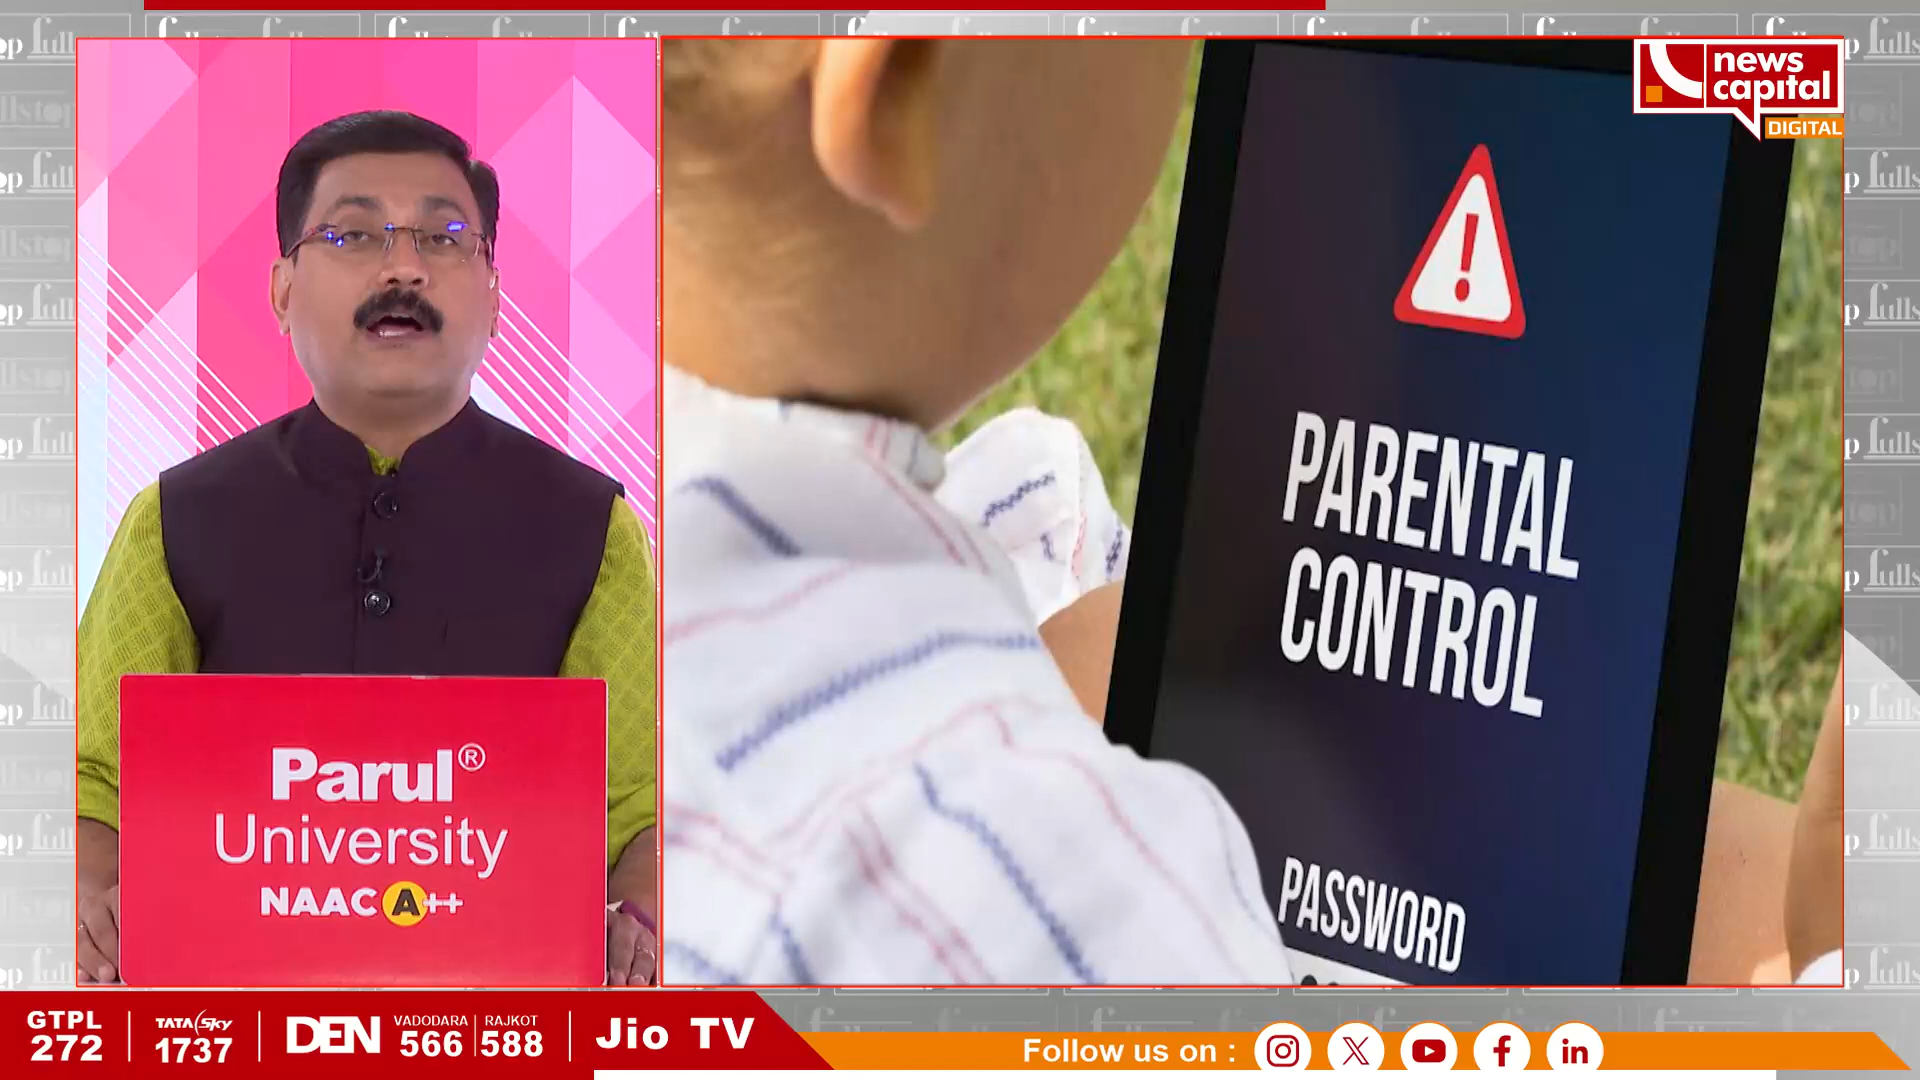 news
capital
DIGITAL
PARENTAL
CONTROL
PASSWORD
Parul®
University
NAAC A++
GTPL
272
TATA Sky
1737
DEN
VADODARA
566
RAJKOT
588
Jio TV
Follow us on :